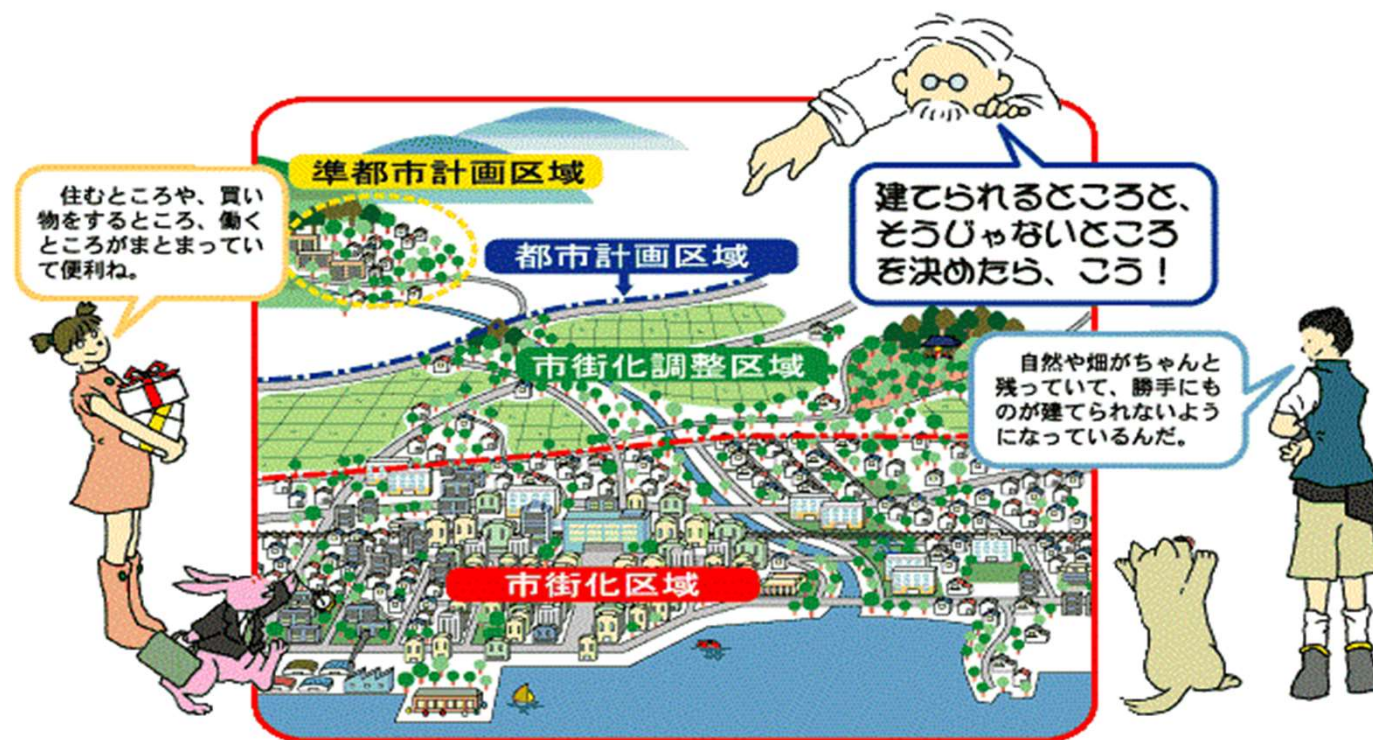 建てられるところと、
そうじゃないところ
を決めたら、こう！
準都市計画区域
住むところや、買い
物をするところ、働く
ところがまとまってい
て便利ね。
都市計画区域
市街化調整区域
自然や畑がちゃんと
残っていて、勝手にも
のが建てられないよう
になっているんだ。
市街化区域